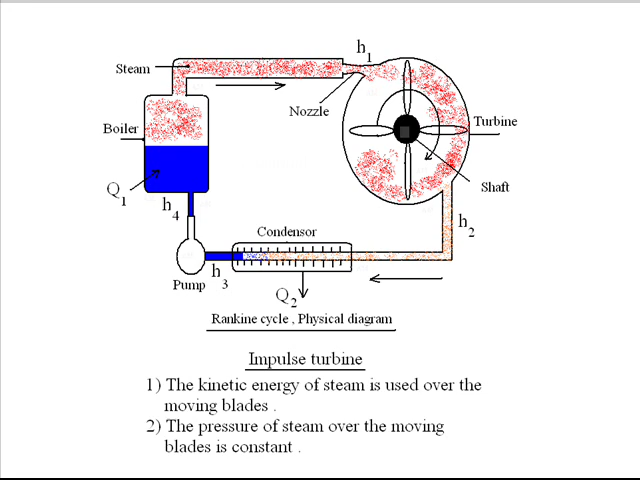 h1
Steam
Nozzle
Turbine
Boiler
Shaft
Q1
h4
h2
Condensor
h3
Pump
Q2
Rankine cycle , Physical diagram
Impulse turbine
1) The kinetic energy of steam is used over the
moving blades .
2) The pressure of steam over the moving
blades is constant .